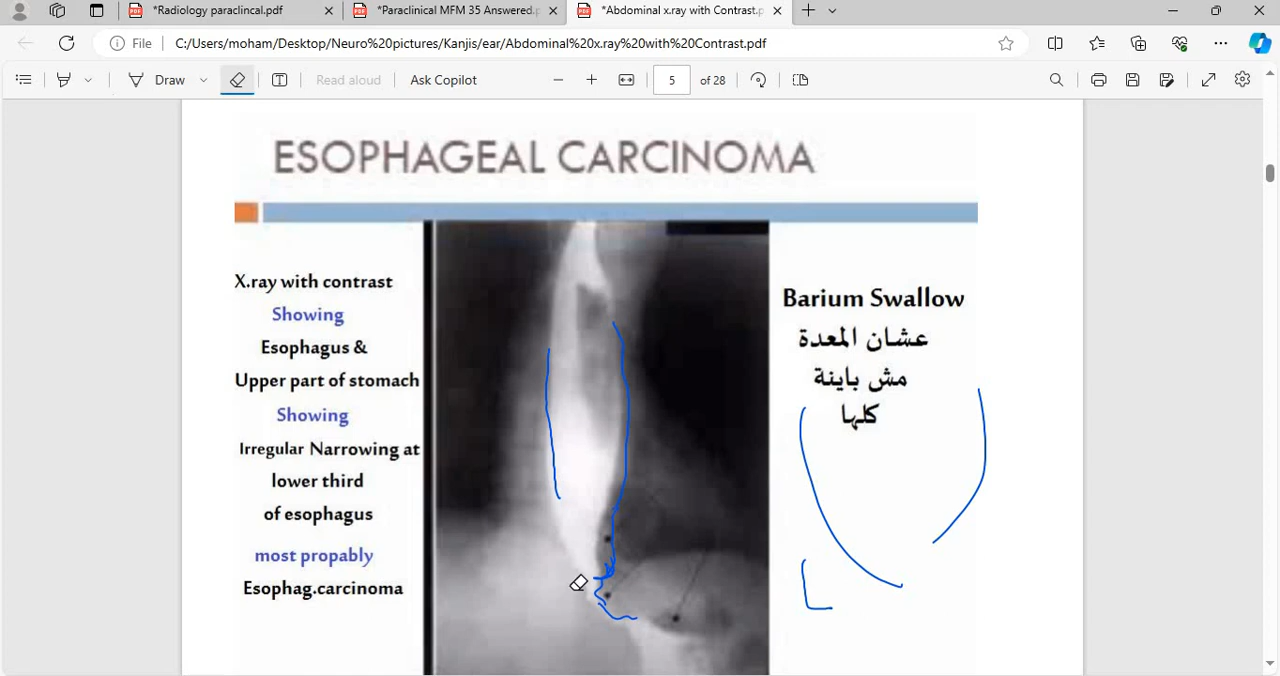 *Radiology paraclincal.pdf
*Paraclinical MFM 35 Answered.p
*Abdominal x.ray with Contrast.p
File
C:/Users/moham/Desktop/Neuro%20pictures/Kanjis/ear/Abdominal%20x.ray%20with%20Contrast.pdf
Draw
Read aloud
Ask Copilot
5 of 28
ESOPHAGEAL CARCINOMA
X.ray with contrast
Showing
Esophagus &
Upper part of stomach
Showing
Irregular Narrowing at
lower third
of esophagus
most propably
Esophag.carcinoma
Barium Swallow
عشان المعدة
مش باينة
كلها